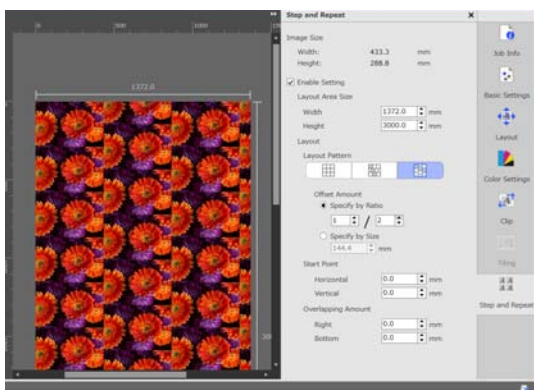 Step and Repeat
Image Size
Width: 433.3 mm
Height: 288.8 mm
Enable Setting
Layout Area Size
Width 1372.0 mm
Height 3000.0 mm
Layout
Layout Pattern
Offset Amount
Specify by Ratio
1 / 2
Specify by Size
144.4 mm
Start Point
Horizontal 0.0 mm
Vertical 0.0 mm
Overlapping Amount
Right 0.0 mm
Bottom 0.0 mm
Job Info
Basic Settings
Layout
Color Settings
Clip
Tiling
Step and Repeat
0 500 1000
1372.0